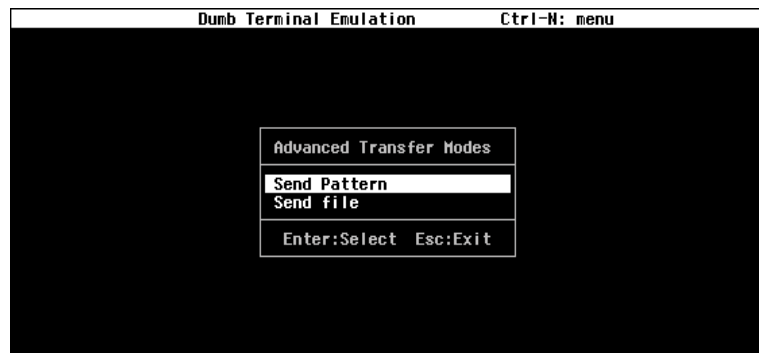 Dumb Terminal Emulation Ctrl-N: menu
Advanced Transfer Modes
Send Pattern
Send file
Enter:Select Esc:Exit